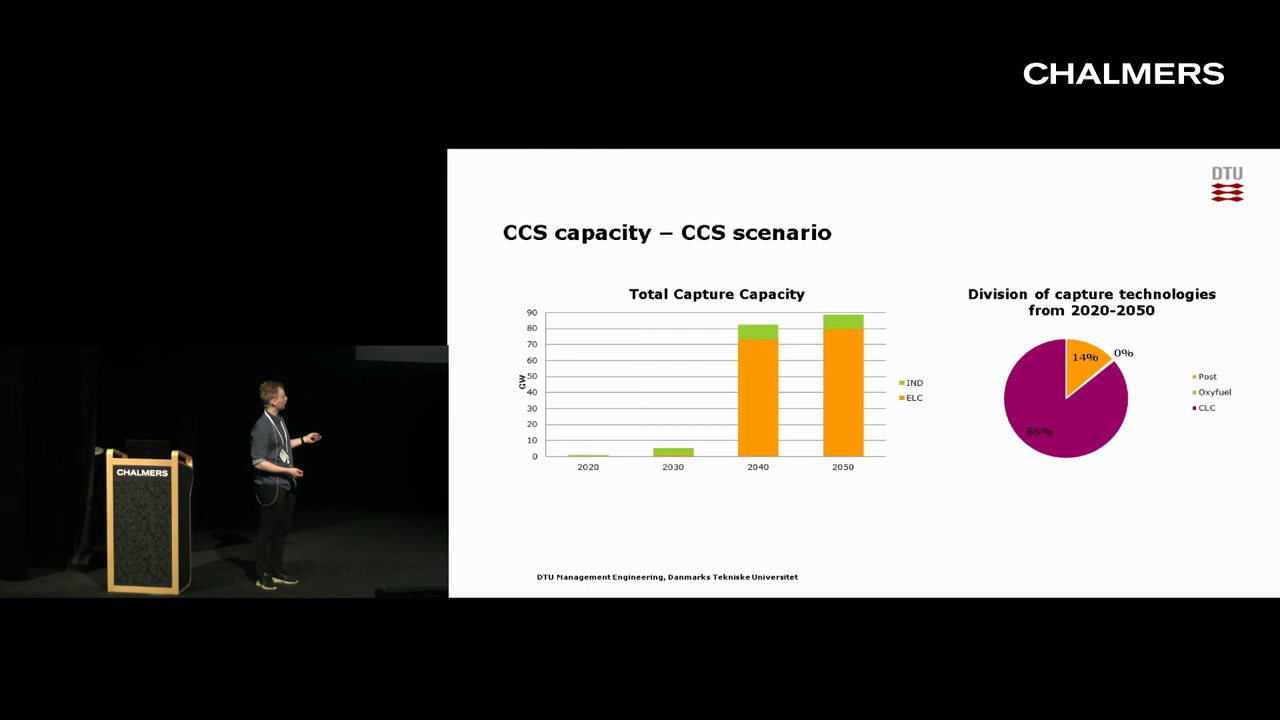 CHALMERS
DTU
CCS capacity – CCS scenario
Total Capture Capacity
90
80
70
60
50
40
30
20
10
0
GW
2020
2030
2040
2050
IND
ELC
Division of capture technologies
from 2020-2050
14%
0%
86%
Post
Oxyfuel
CLC
DTU Management Engineering, Danmarks Tekniske Universitet
CHALMERS